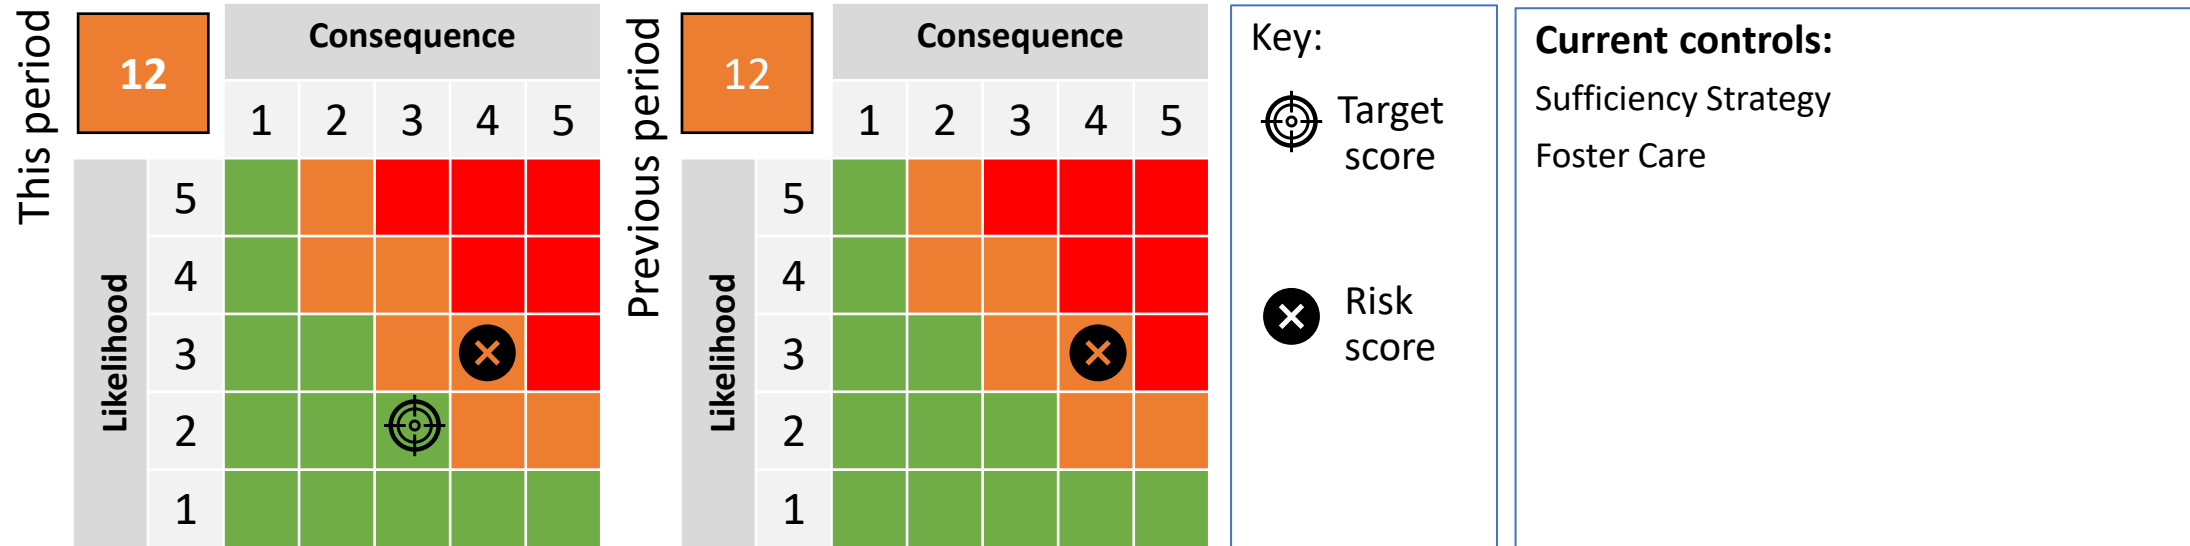 This period
12
Consequence
1 2 3 4 5
Likelihood
5
4
3
2
1
Previous period
12
Consequence
1 2 3 4 5
Likelihood
5
4
3
2
1
Key:
Target
score
Risk
score
Current controls:
Sufficiency Strategy
Foster Care